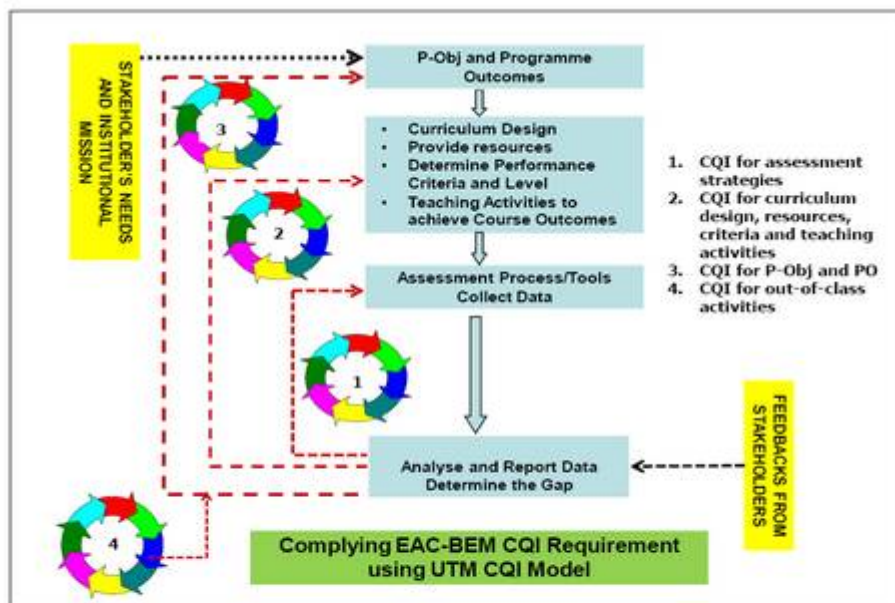 STAKEHOLDER'S NEEDS
AND INSTITUTIONAL
MISSION
P-Obj and Programme
Outcomes
3
• Curriculum Design
• Provide resources
• Determine Performance
Criteria and Level
• Teaching Activities to
achieve Course Outcomes
2
1. CQI for assessment
strategies
2. CQI for curriculum
design, resources,
criteria and teaching
activities
3. CQI for P-Obj and PO
4. CQI for out-of-class
activities
Assessment Process/Tools
Collect Data
1
FEEDBACKS FROM
STAKEHOLDERS
Analyse and Report Data
Determine the Gap
4
Complying EAC-BEM CQI Requirement
using UTM CQI Model